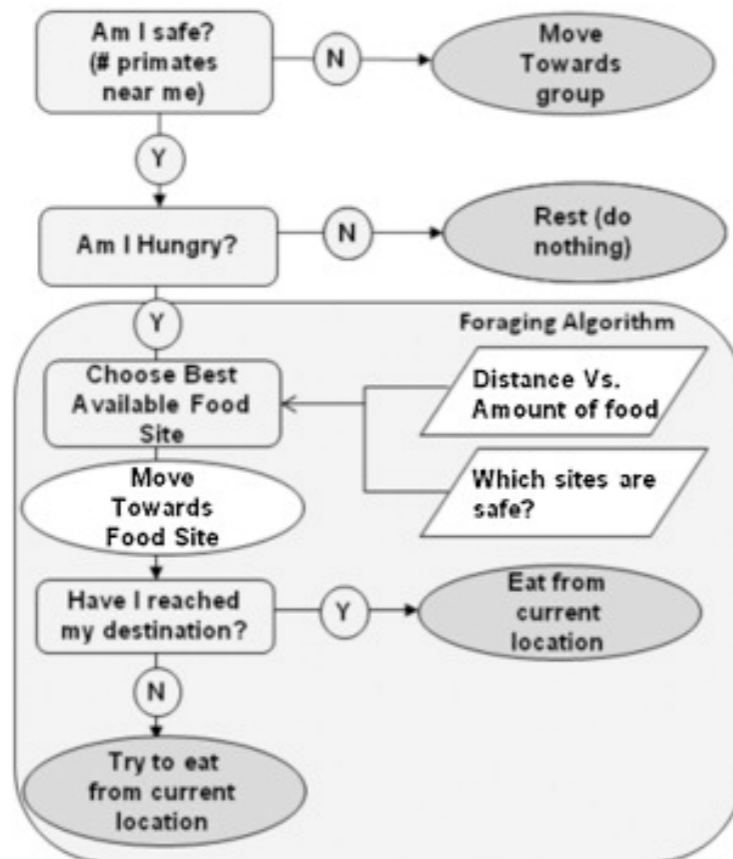 Am I safe?
(# primates
near me)
N
Move
Towards
group
Y
Am I Hungry?
N
Rest (do
nothing)
Y
Foraging Algorithm
Choose Best
Available Food
Site
Distance Vs.
Amount of food
Which sites are
safe?
Move
Towards
Food Site
Have I reached
my destination?
Y
Eat from
current
location
N
Try to eat
from current
location